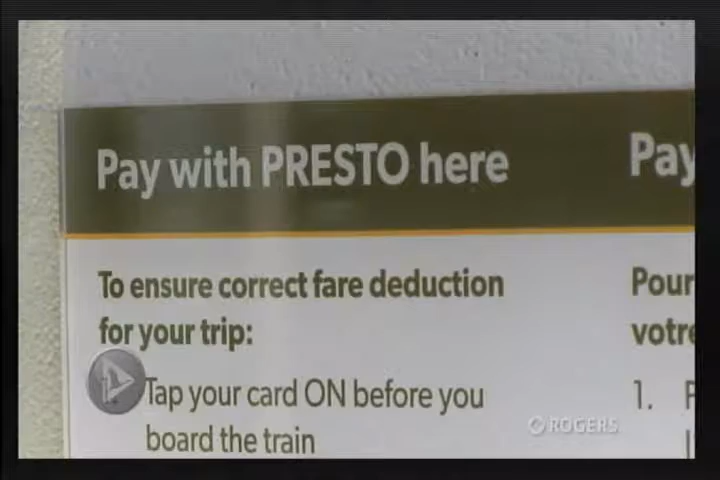 Pay with PRESTO here
To ensure correct fare deduction
for your trip:
Tap your card ON before you
board the train
Pay
Pour
votre
1.
ROGERS